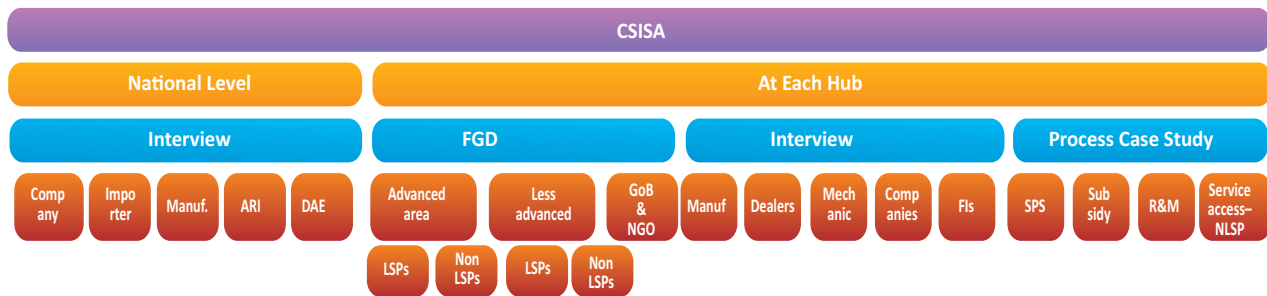 CSISA
National Level
At Each Hub
Interview
FGD
Interview
Process Case Study
Comp
any
Impo
rter
Manuf.
ARI
DAE
Advanced
area
Less
advanced
GoB
&
NGO
Manuf
Dealers
Mech
anic
Comp
anies
FIs
SPS
Sub
sidy
R&M
Service
access–
NLSP
LSPs
Non
LSPs
LSPs
Non
LSPs